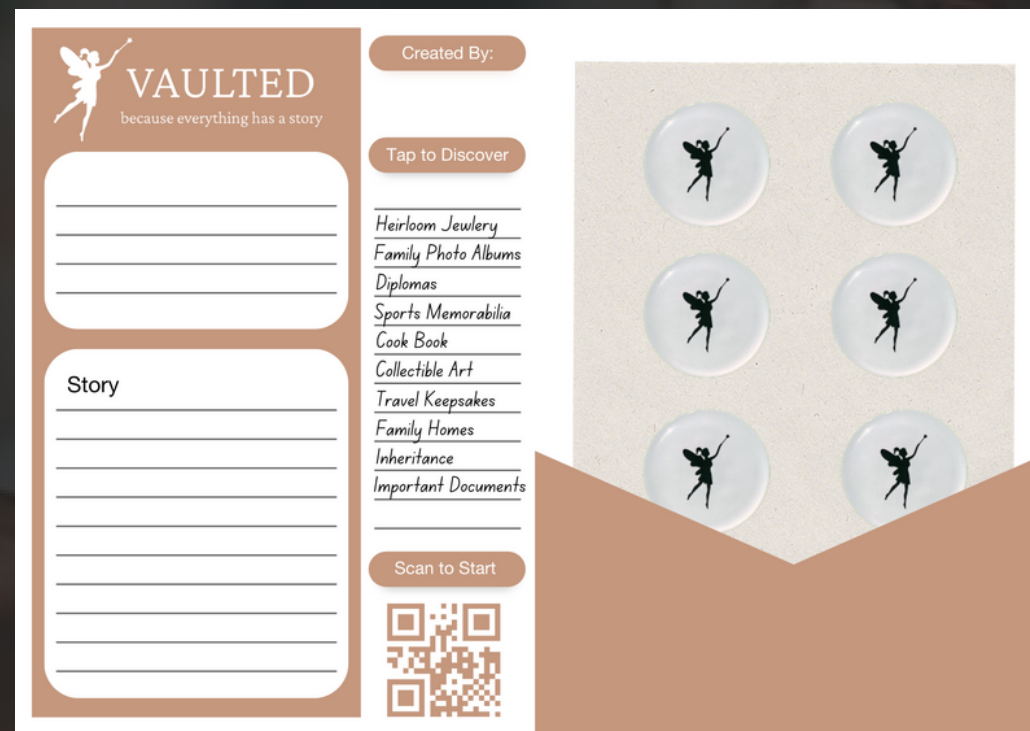 VAULTED
because everything has a story
Story
Created By:
Tap to Discover
Heirloom Jewlery
Family Photo Albums
Diplomas
Sports Memorabilia
Cook Book
Collectible Art
Travel Keepsakes
Family Homes
Inheritance
Important Documents
Scan to Start